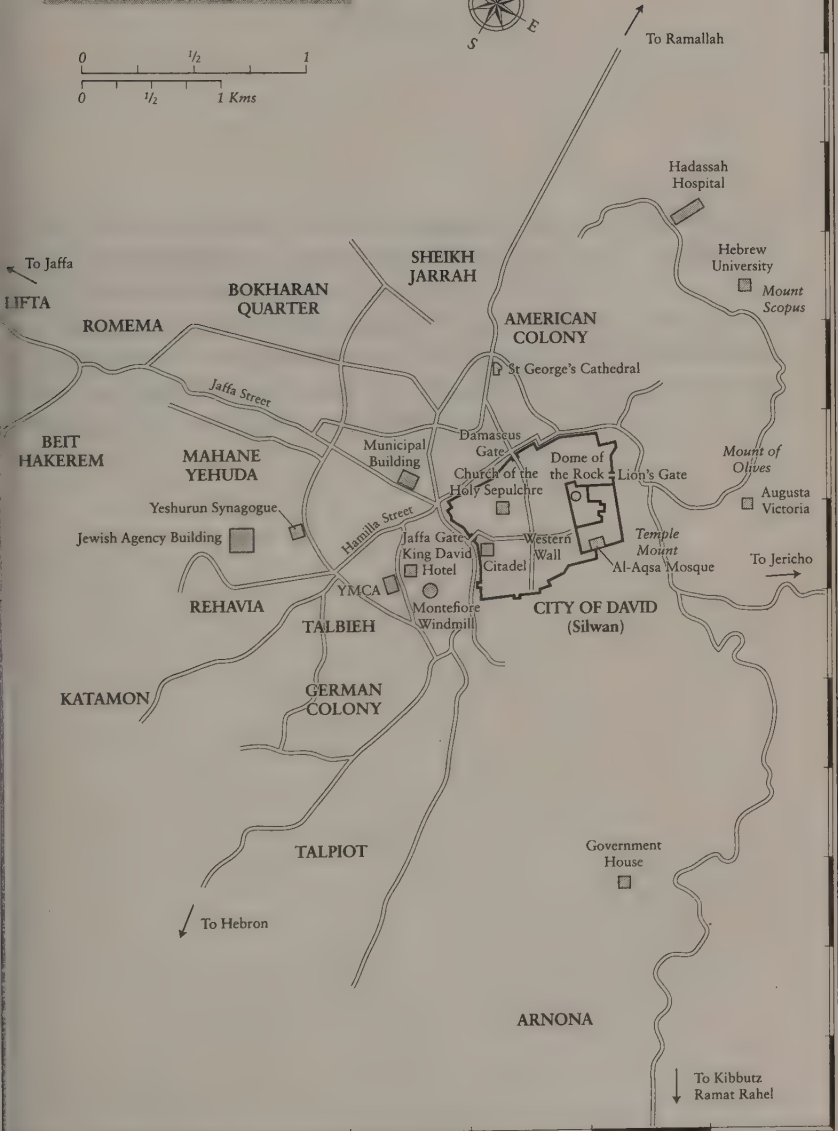 S
E
To Ramallah
0 1/2 1
0 1/2 1 Kms
Hadassah
Hospital
Hebrew
University
Mount
Scopus
To Jaffa
LIFTA
ROMEMA
BOKHARAN
QUARTER
SHEIKH
JARRAH
AMERICAN
COLONY
St George's Cathedral
Jaffa Street
BEIT
HAKEREM
MAHANE
YEHUDA
Municipal
Building
Damascus
Gate
Church of the
Holy Sepulchre
Dome of
the Rock
Lion's Gate
Mount of
Olives
Augusta
Victoria
Yeshurun Synagogue
Jewish Agency Building
Hamilla Street
Jaffa Gate
King David
Hotel
Citadel
Western
Wall
Temple
Mount
Al-Aqsa Mosque
To Jericho
REHAVIA
YMCA
Montefiore
Windmill
TALBIEH
CITY OF DAVID
(Silwan)
KATAMON
GERMAN
COLONY
TALPIOT
Government
House
To Hebron
ARNONA
To Kibbutz
Ramat Rahel